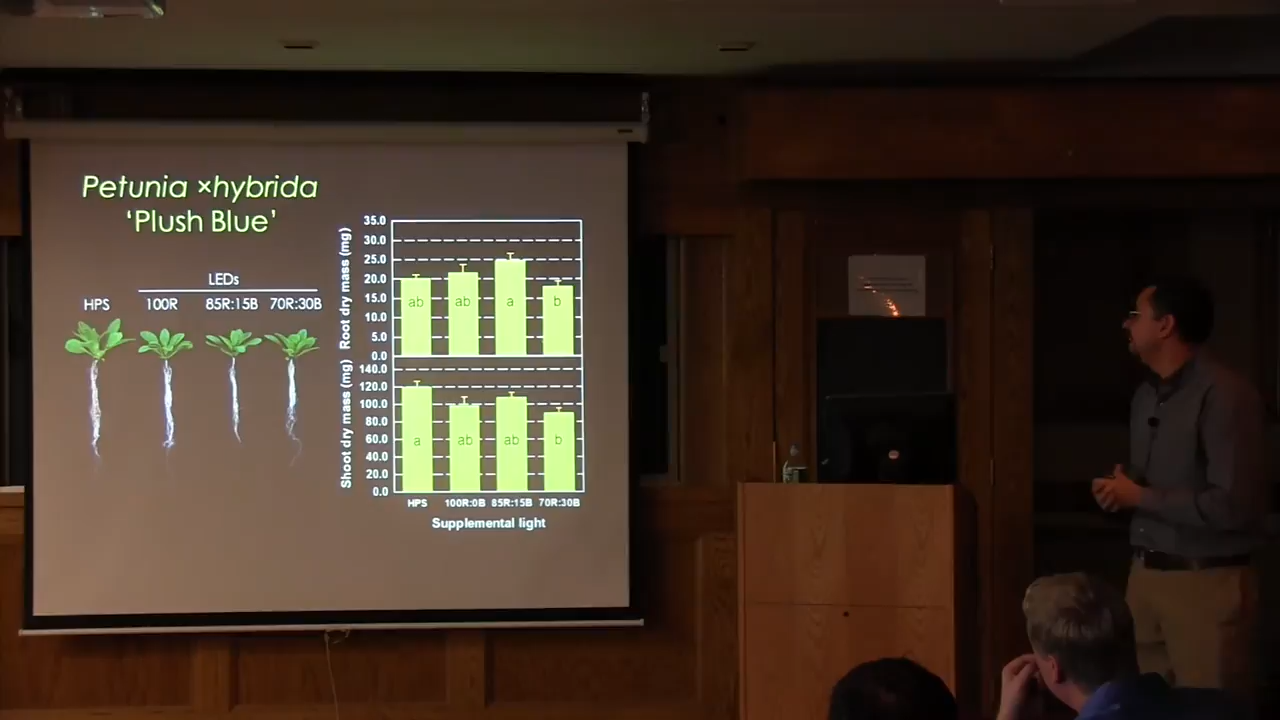 Petunia ×hybrida
‘Plush Blue’
LEDs
HPS 100R 85R:15B 70R:30B
Root dry mass (mg)
35.0
30.0
25.0
20.0
15.0
10.0
5.0
0.0
ab ab a b
Shoot dry mass (mg)
140.0
120.0
100.0
80.0
60.0
40.0
20.0
0.0
a ab ab b
HPS 100R:0B 85R:15B 70R:30B
Supplemental light